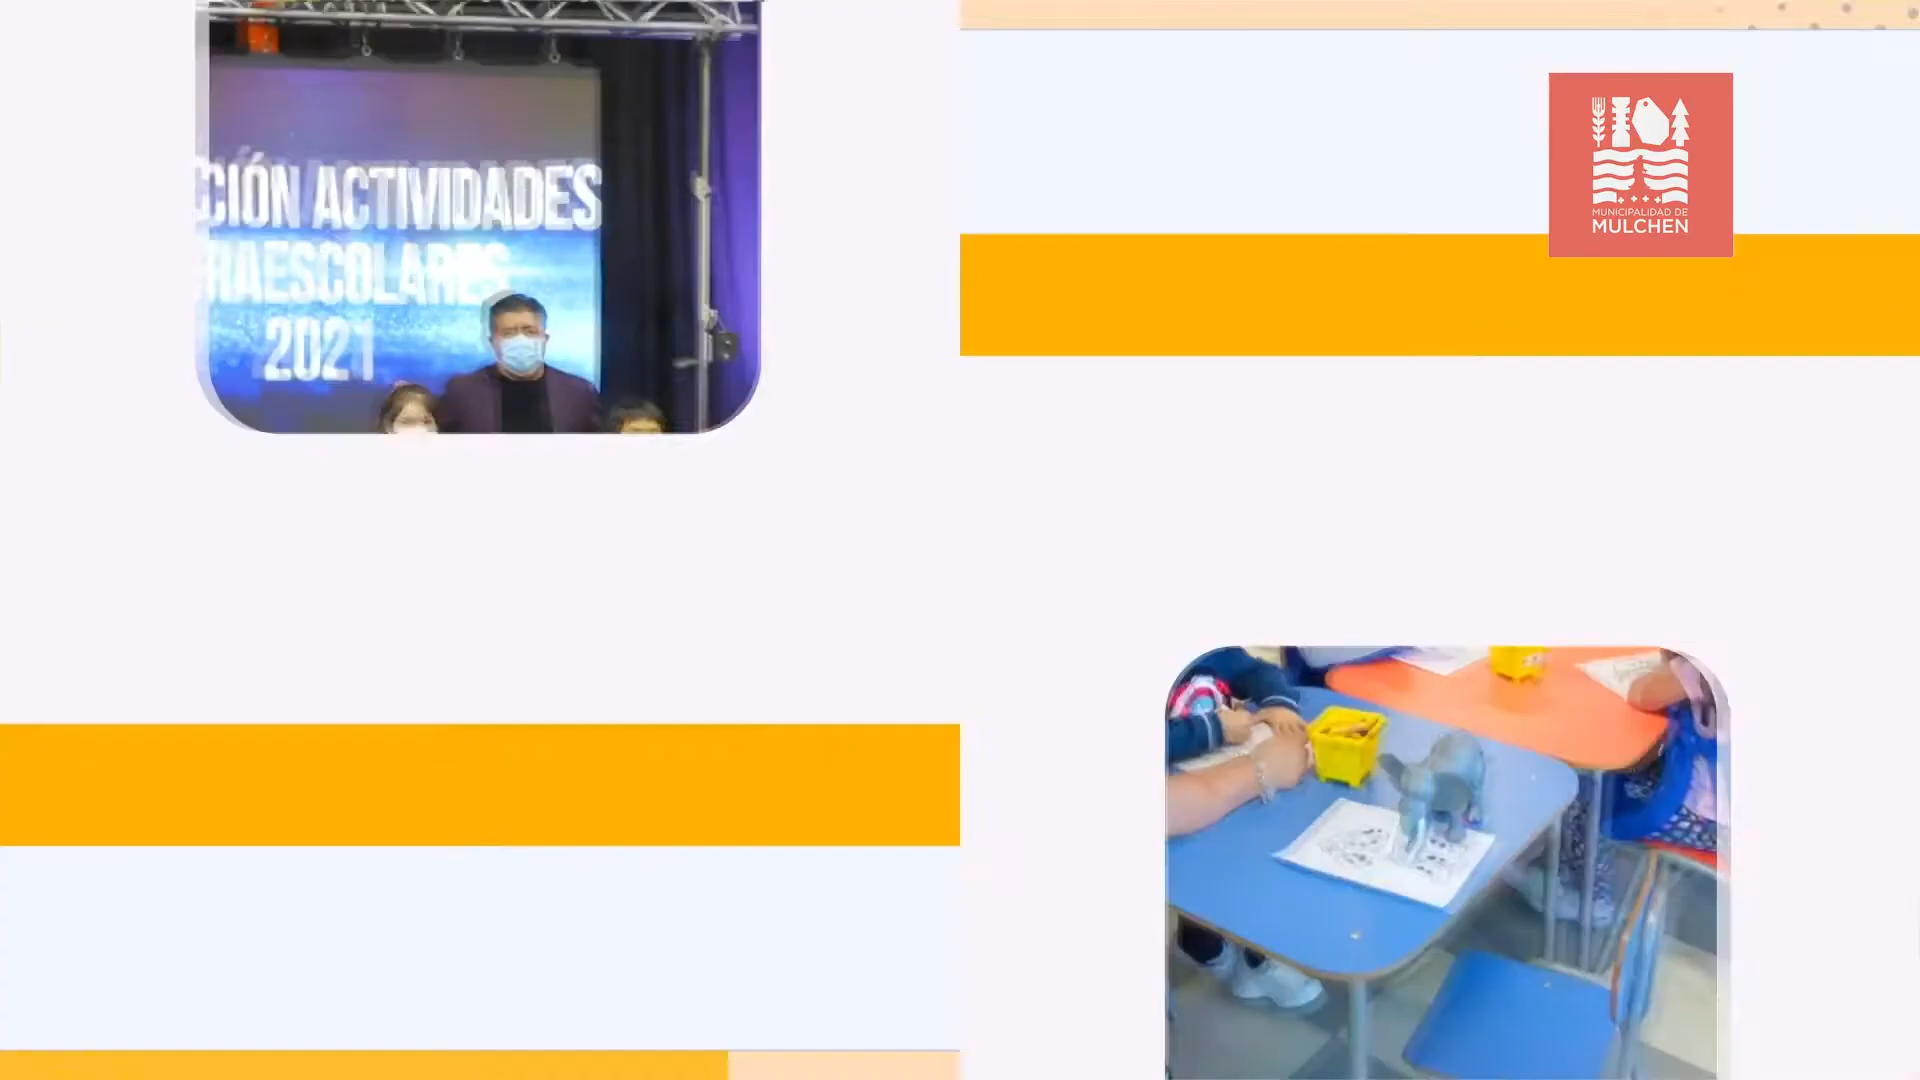 CIÓN ACTIVIDADES
RAESCOLARES
2021
MUNICIPALIDAD DE
MULCHEN